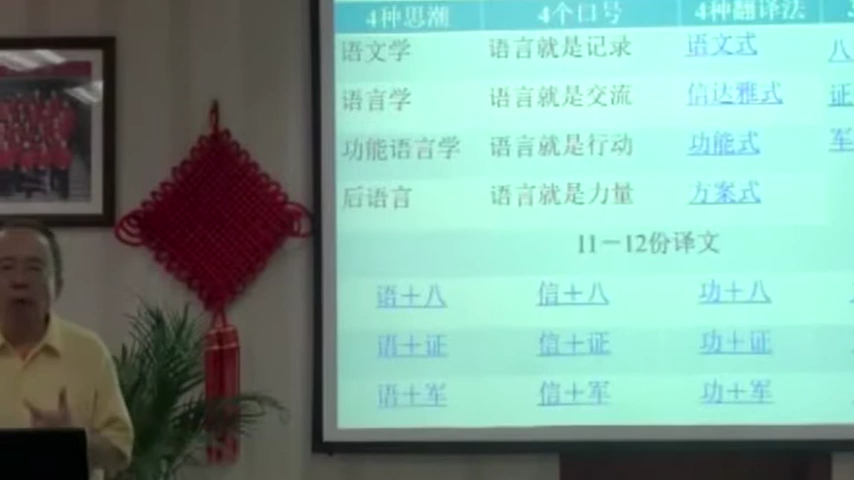 4种思潮 4个口号 4种翻译法
语文学 语言就是记录 语文式 八
语言学 语言就是交流 信达雅式 证
功能语言学 语言就是行动 功能式 军
后语言 语言就是力量 方案式
11－12份译文
语＋八 信＋八 功＋八
语＋证 信＋证 功＋证
语＋军 信＋军 功＋军